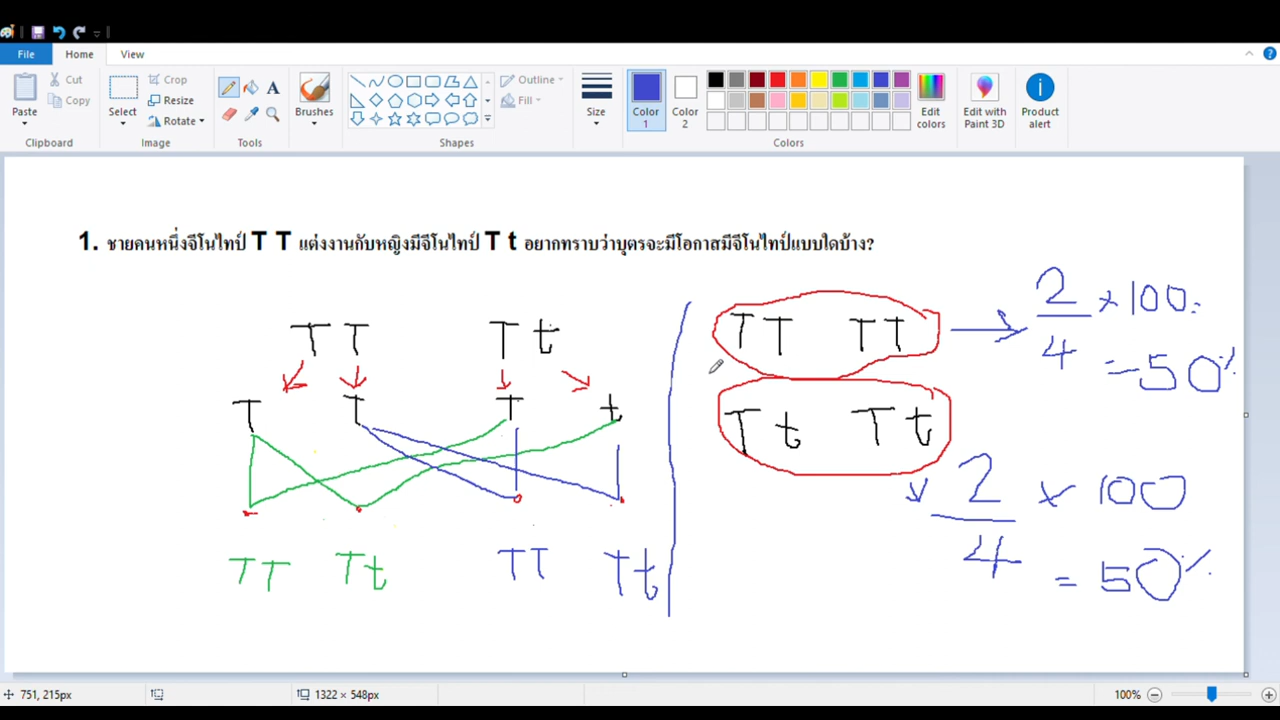 File Home View
Paste Cut Copy Clipboard
Select Crop Resize Rotate Image
A Tools
Brushes
Outline Fill Shapes
Size
Color 1 Color 2 Edit colors Colors
Edit with Paint 3D
Product alert
1. ชายคนหนึ่งจีโนไทป์ T T แต่งงานกับหญิงมีจีโนไทป์ T t อยากทราบว่าบุตรจะมีโอกาสมีจีโนไทป์แบบใดบ้าง?
T T T t
T T T t
TT Tt TT Tt
TT TT
2/4 × 100 = 50%
Tt Tt
2/4 × 100 = 50%
751, 215px 1322 × 548px 100%